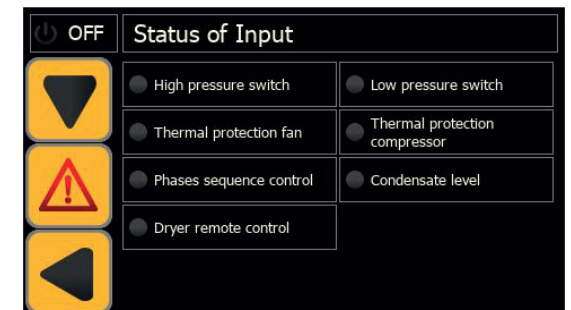 OFF
Status of Input
High pressure switch
Low pressure switch
Thermal protection fan
Thermal protection
compressor
Phases sequence control
Condensate level
Dryer remote control